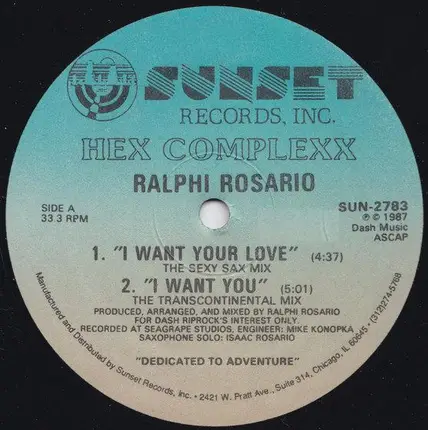 SUNSET
RECORDS, INC.
HEX COMPLEXX
RALPHI ROSARIO
SIDE A
33.3 RPM
SUN-2783
℗ © 1987
Dash Music
ASCAP
1. "I WANT YOUR LOVE" (4:37)
THE SEXY SAX MIX
2. "I WANT YOU" (5:01)
THE TRANSCONTINENTAL MIX
PRODUCED, ARRANGED, AND MIXED BY RALPHI ROSARIO
FOR DASH RIPROCK'S INTEREST ONLY.
RECORDED AT SEAGRAPE STUDIOS, ENGINEER: MIKE KONOPKA
SAXOPHONE SOLO: ISAAC ROSARIO
"DEDICATED TO ADVENTURE"
Manufactured and Distributed by Sunset Records, Inc. • 2421 W. Pratt Ave., Suite 314, Chicago, IL 60645 • (312)274-5768